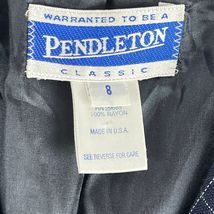 WARRANTED TO BE A
PENDLETON
CLASSIC
8
100% RAYON
MADE IN U.S.A.
SEE REVERSE FOR CARE